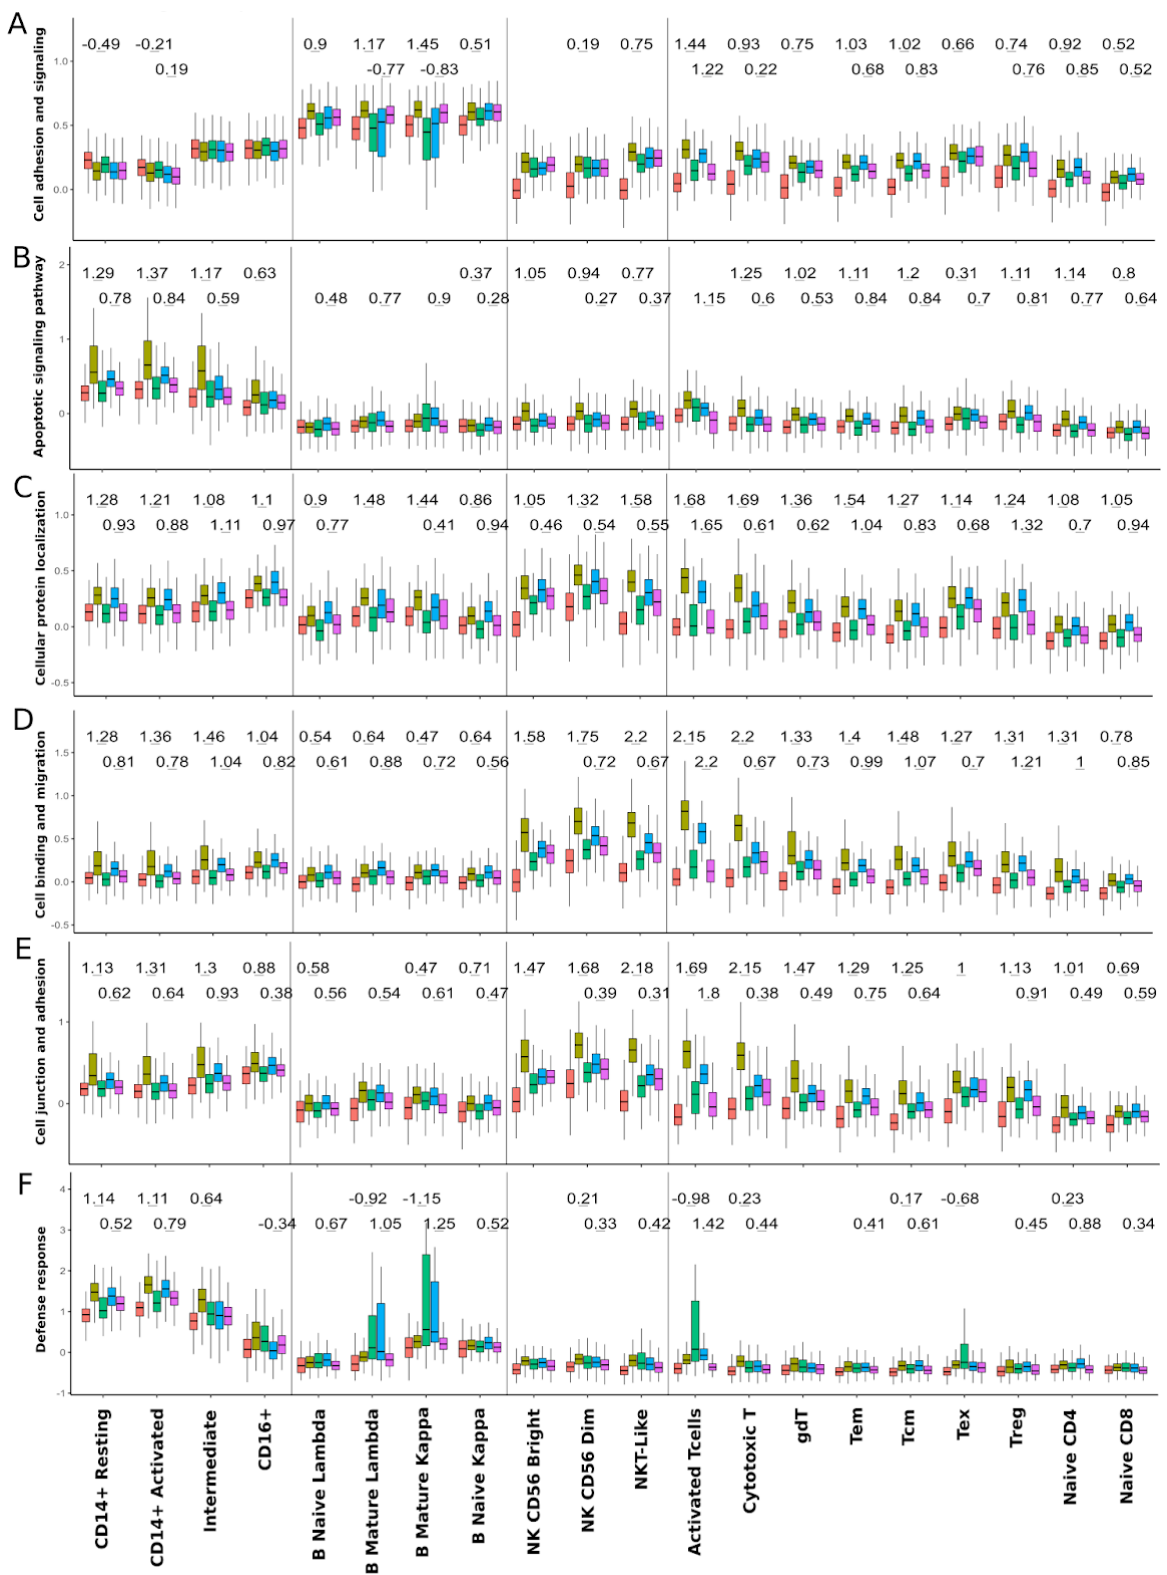 A
Cell adhesion and signaling
-0.49 -0.21 0.9 1.17 1.45 0.51 0.19 0.75 1.44 0.93 0.75 1.03 1.02 0.66 0.74 0.92 0.52
0.19 -0.77 -0.83 1.22 0.22 0.68 0.83 0.76 0.85 0.52
1.0
0.5
0.0
B
Apoptotic signaling pathway
2
1.29 1.37 1.17 0.63 0.37 1.05 0.94 0.77 1.25 1.02 1.11 1.2 0.31 1.11 1.14 0.8
0.78 0.84 0.59 0.48 0.77 0.9 0.28 0.27 0.37 1.15 0.6 0.53 0.84 0.84 0.7 0.81 0.77 0.64
1
0
C
Cellular protein localization
1.28 1.21 1.08 1.1 0.9 1.48 1.44 0.86 1.05 1.32 1.58 1.68 1.69 1.36 1.54 1.27 1.14 1.24 1.08 1.05
1.0
0.93 0.88 1.11 0.97 0.77 0.41 0.94 0.46 0.54 0.55 1.65 0.61 0.62 1.04 0.83 0.68 1.32 0.7 0.94
0.5
0.0
-0.5
D
Cell binding and migration
1.28 1.36 1.46 1.04 0.54 0.64 0.47 0.64 1.58 1.75 2.2 2.15 2.2 1.33 1.4 1.48 1.27 1.31 1.31 0.78
1.5
0.81 0.78 1.04 0.82 0.61 0.88 0.72 0.56 0.72 0.67 2.2 0.67 0.73 0.99 1.07 0.7 1.21 1 0.85
1.0
0.5
0.0
-0.5
E
Cell junction and adhesion
1.13 1.31 1.3 0.88 0.58 0.47 0.71 1.47 1.68 2.18 1.69 2.15 1.47 1.29 1.25 1 1.13 1.01 0.69
0.62 0.64 0.93 0.38 0.56 0.54 0.61 0.47 0.39 0.31 1.8 0.38 0.49 0.75 0.64 0.91 0.49 0.59
1
0
F
Defense response
4
1.14 1.11 0.64 -0.92 -1.15 0.21 -0.98 0.23 0.17 -0.68 0.23
0.52 0.79 -0.34 0.67 1.05 1.25 0.52 0.33 0.42 1.42 0.44 0.41 0.61 0.45 0.88 0.34
3
2
1
0
-1
CD14+ Resting
CD14+ Activated
Intermediate
CD16+
B Naive Lambda
B Mature Lambda
B Mature Kappa
B Naive Kappa
NK CD56 Bright
NK CD56 Dim
NKT-Like
Activated Tcells
Cytotoxic T
gdT
Tem
Tcm
Tex
Treg
Naive CD4
Naive CD8